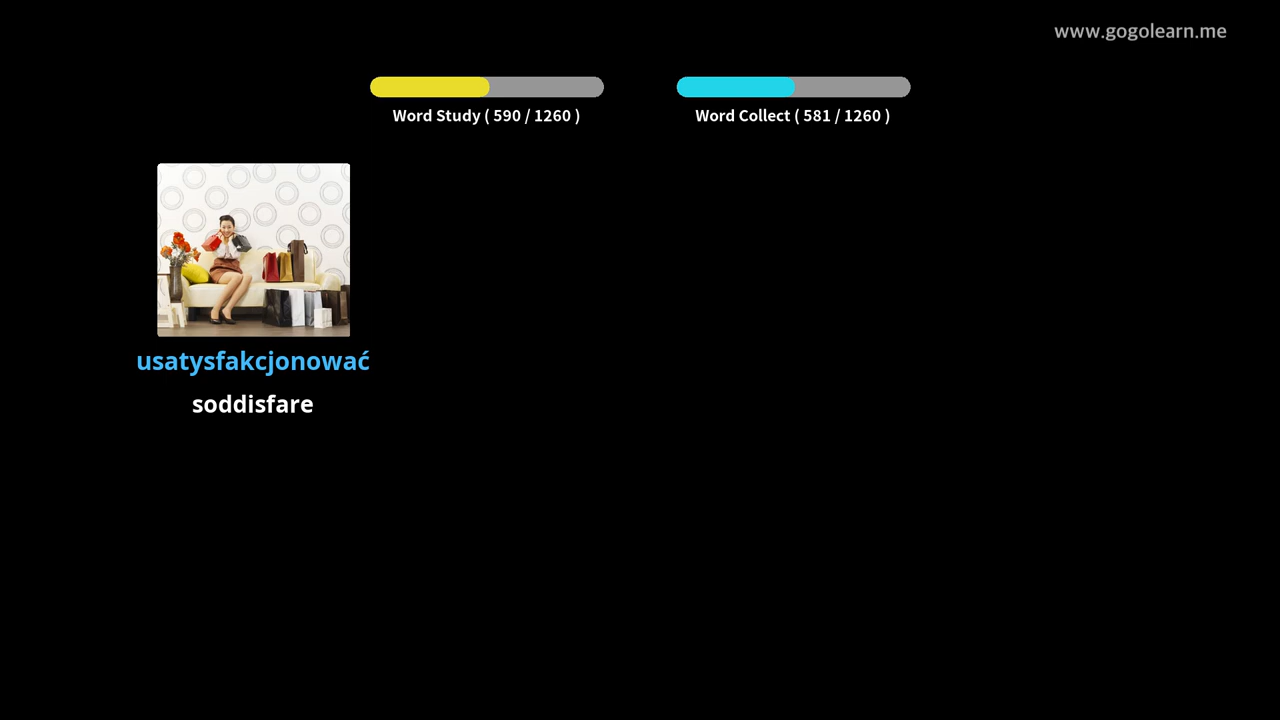 www.gogolearn.me
Word Study ( 590 / 1260 )
Word Collect ( 581 / 1260 )
usatysfakcjonować
soddisfare